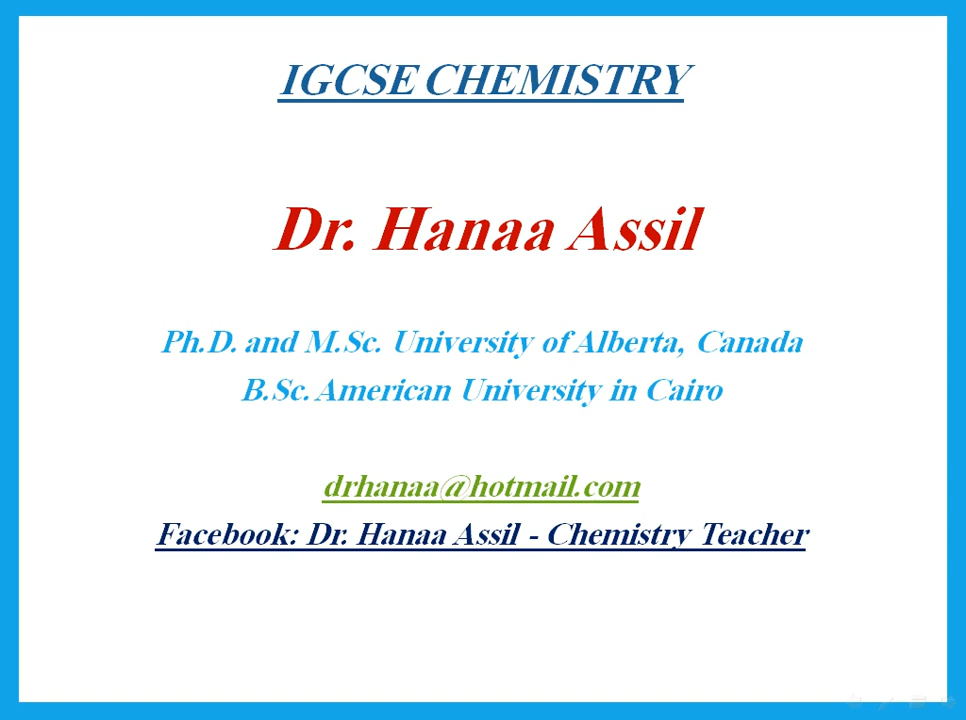 IGCSE CHEMISTRY
Dr. Hanaa Assil
Ph.D. and M.Sc. University of Alberta, Canada
B.Sc. American University in Cairo
drhanaa@hotmail.com
Facebook: Dr. Hanaa Assil - Chemistry Teacher